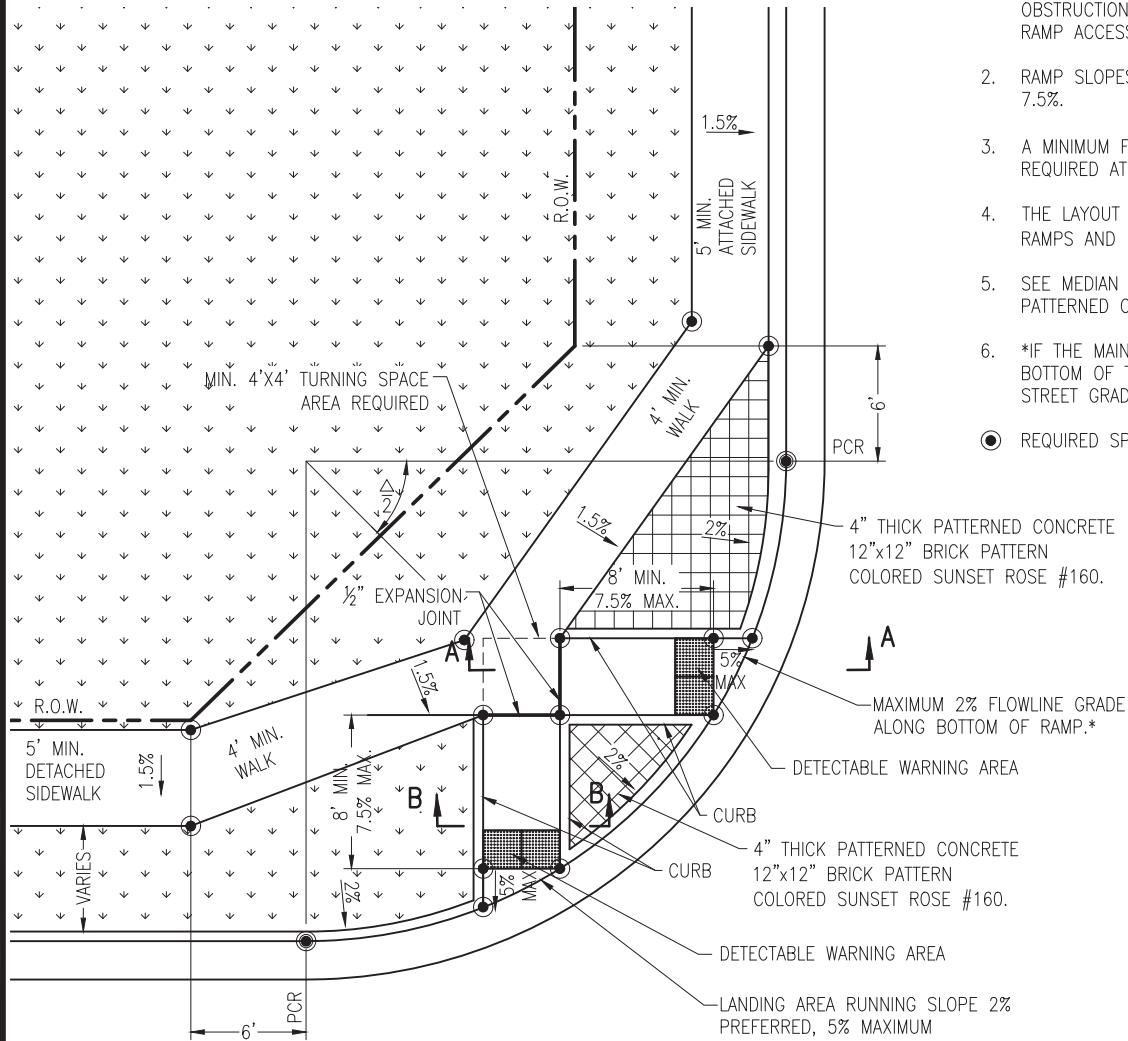 OBSTRUCTION
RAMP ACCESS
2. RAMP SLOPES
7.5%.
3. A MINIMUM F
REQUIRED AT
4. THE LAYOUT
RAMPS AND
5. SEE MEDIAN
PATTERNED C
6. *IF THE MAIN
BOTTOM OF T
STREET GRAD
REQUIRED SP
1.5%
R.O.W.
5' MIN.
ATTACHED
SIDEWALK
MIN. 4'X4' TURNING SPACE
AREA REQUIRED
4' MIN.
WALK
6'
PCR
Δ
2
1.5%
2%
4" THICK PATTERNED CONCRETE
12"x12" BRICK PATTERN
COLORED SUNSET ROSE #160.
8' MIN.
7.5% MAX.
½" EXPANSION
JOINT
A
A
5%
MAX
1.5%
R.O.W.
5' MIN.
DETACHED
SIDEWALK
1.5%
4' MIN.
WALK
MAXIMUM 2% FLOWLINE GRADE
ALONG BOTTOM OF RAMP.*
8' MIN.
7.5% MAX.
2%
DETECTABLE WARNING AREA
B
B
CURB
4" THICK PATTERNED CONCRETE
12"x12" BRICK PATTERN
COLORED SUNSET ROSE #160.
CURB
VARIES
2%
5%
MAX
DETECTABLE WARNING AREA
LANDING AREA RUNNING SLOPE 2%
PREFERRED, 5% MAXIMUM
PCR
6'